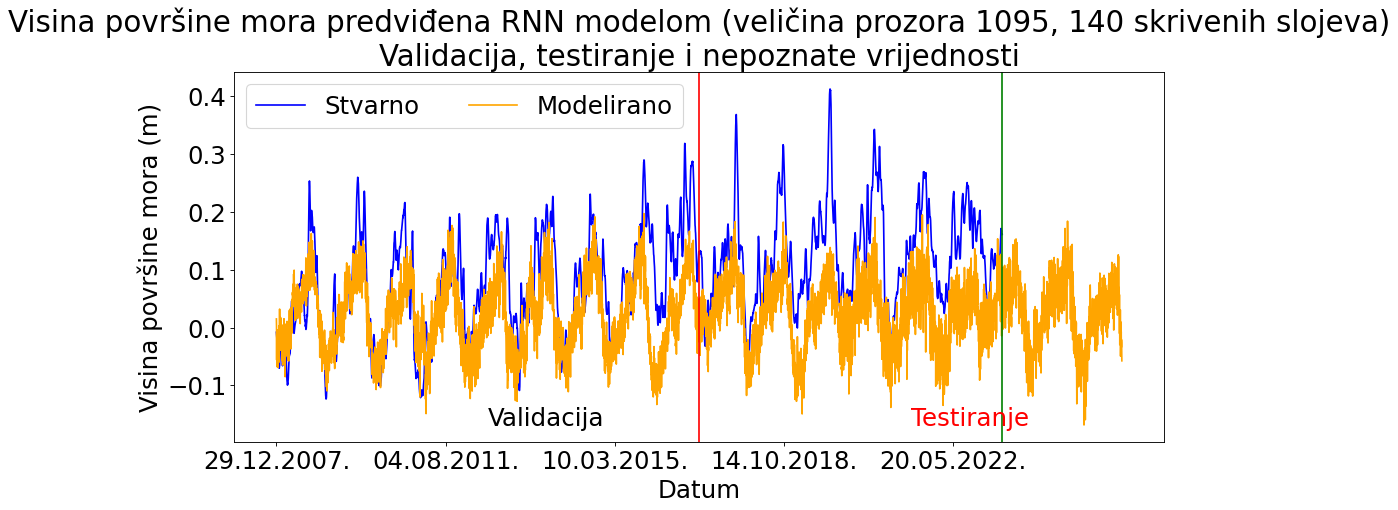 Visina površine mora predviđena RNN modelom (veličina prozora 1095, 140 skrivenih slojeva)
Validacija, testiranje i nepoznate vrijednosti
Stvarno
Modelirano
Visina površine mora (m)
0.4
0.3
0.2
0.1
0.0
−0.1
Validacija
Testiranje
29.12.2007.
04.08.2011.
10.03.2015.
14.10.2018.
20.05.2022.
Datum